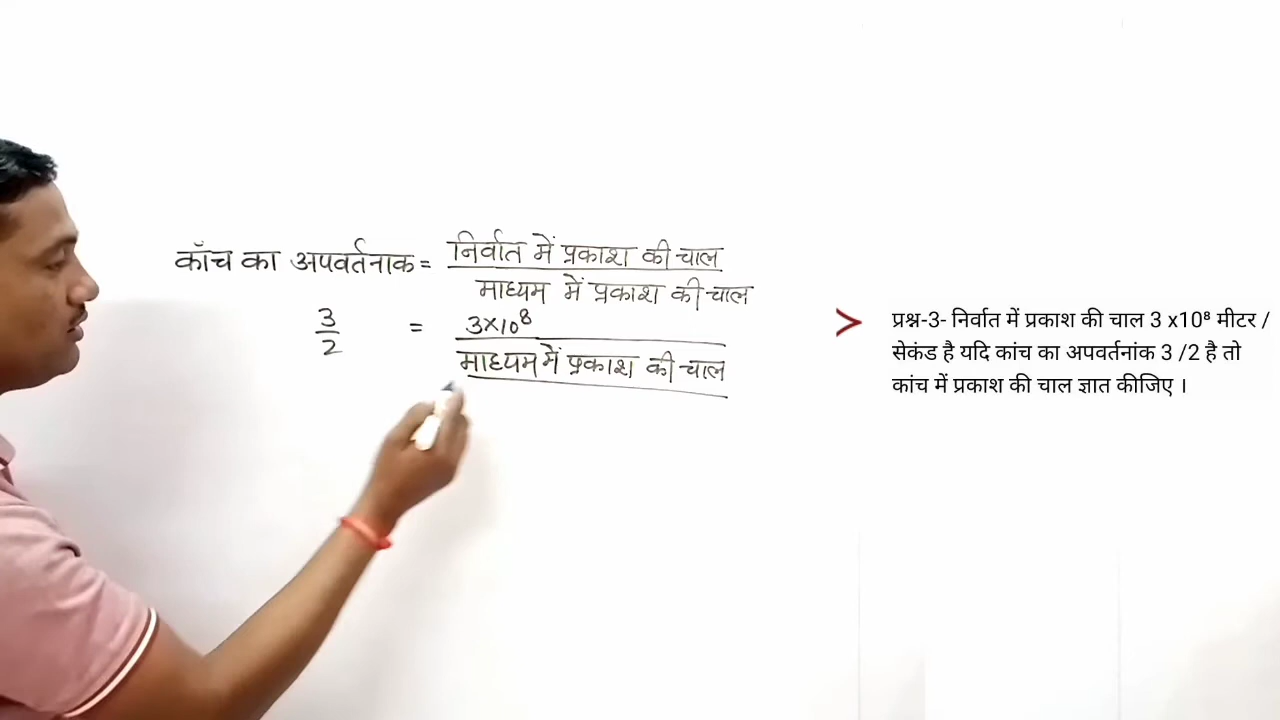 काँच का अपवर्तनाक = निर्वात में प्रकाश की चाल
माध्यम में प्रकाश की चाल
3/2 = 3×10⁸
माध्यम में प्रकाश की चाल
प्रश्न-3- निर्वात में प्रकाश की चाल 3 x10⁸ मीटर /
सेकंड है यदि कांच का अपवर्तनांक 3 /2 है तो
कांच में प्रकाश की चाल ज्ञात कीजिए ।